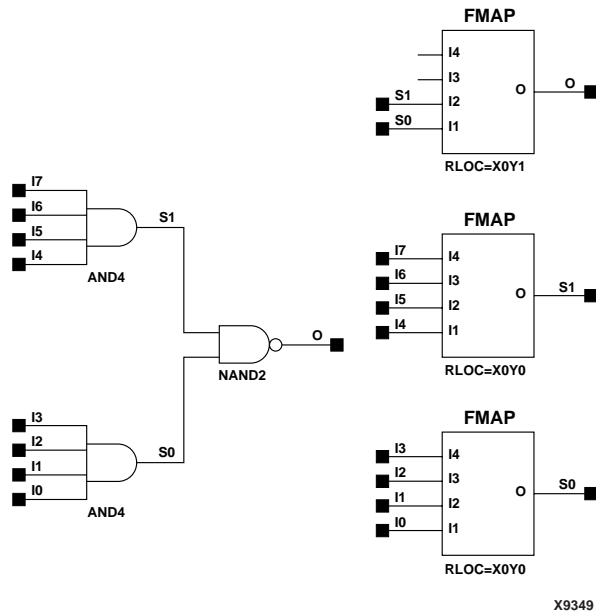 FMAP
I4
I3
S1 I2 O O
S0 I1
RLOC=X0Y1
I7
I6 S1
I5
I4
AND4
FMAP
I7 I4
I6 I3
I5 I2 O S1
I4 I1
RLOC=X0Y0
O
NAND2
I3
I2
I1 S0
I0
AND4
FMAP
I3 I4
I2 I3
I1 I2 O S0
I0 I1
RLOC=X0Y0
X9349